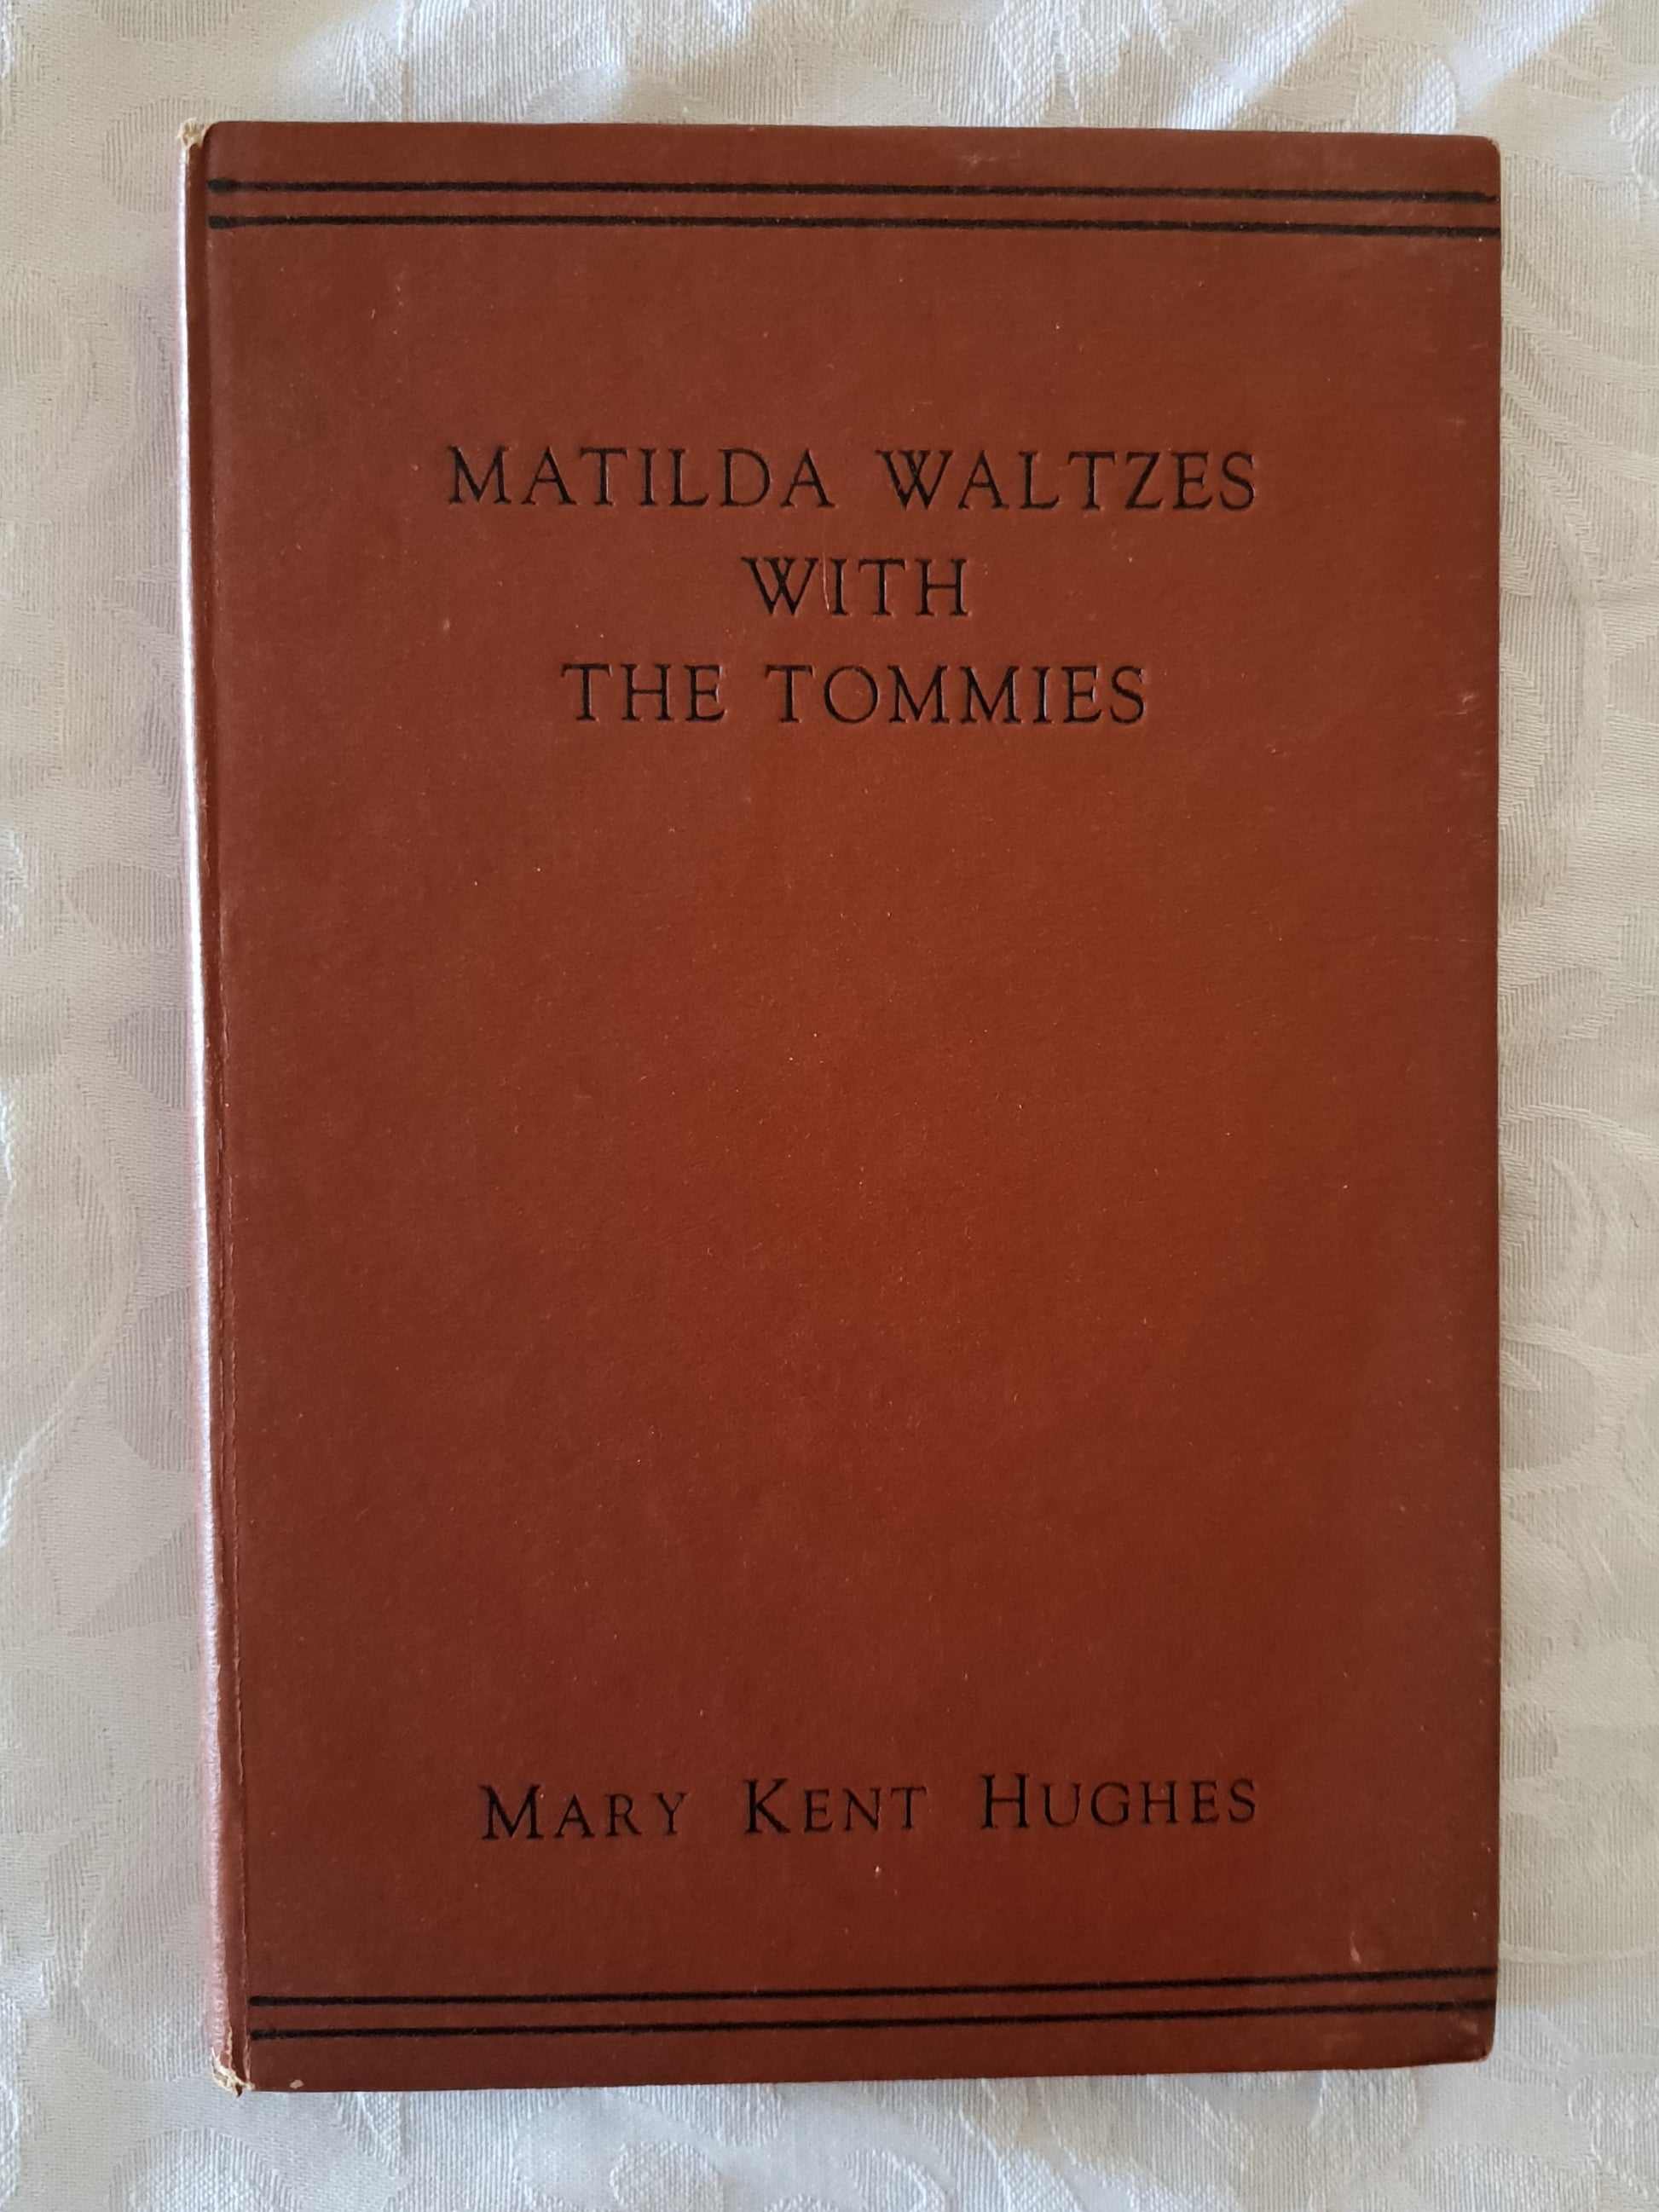 MATILDA WALTZES
WITH
THE TOMMIES
MARY KENT HUGHES